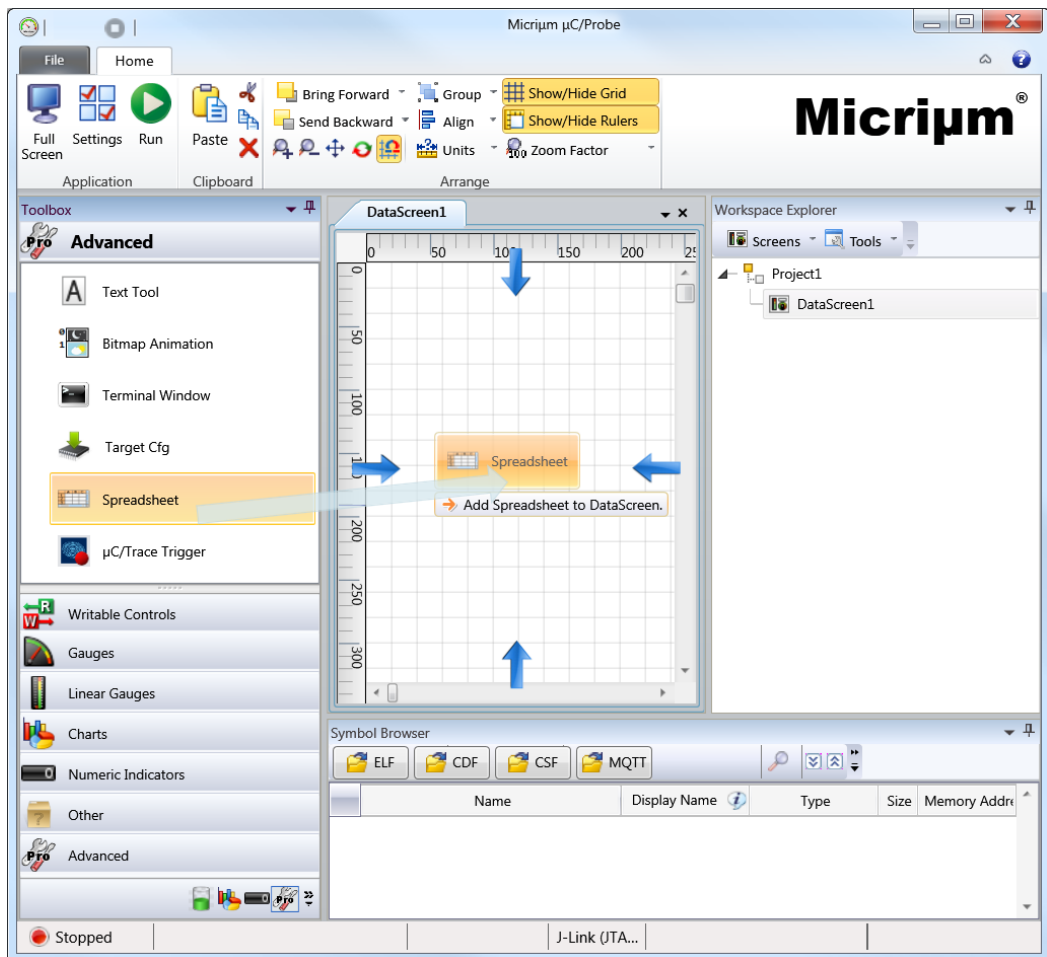 Micriµm µC/Probe
File Home
Full Screen
Settings
Run
Application
Paste
Clipboard
Bring Forward
Send Backward
Group
Align
Units
Show/Hide Grid
Show/Hide Rulers
Zoom Factor
Arrange
Micriµm®
Toolbox
Pro Advanced
A Text Tool
Bitmap Animation
Terminal Window
Target Cfg
Spreadsheet
µC/Trace Trigger
R W Writable Controls
Gauges
Linear Gauges
Charts
Numeric Indicators
Other
Pro Advanced
Pro
DataScreen1
0 50 100 150 200
0
50
100
200
250
300
Spreadsheet
Add Spreadsheet to DataScreen.
Workspace Explorer
Screens Tools
Project1
DataScreen1
Symbol Browser
ELF CDF CSF MQTT
Name Display Name Type Size Memory Addre
Stopped J-Link (JTA...